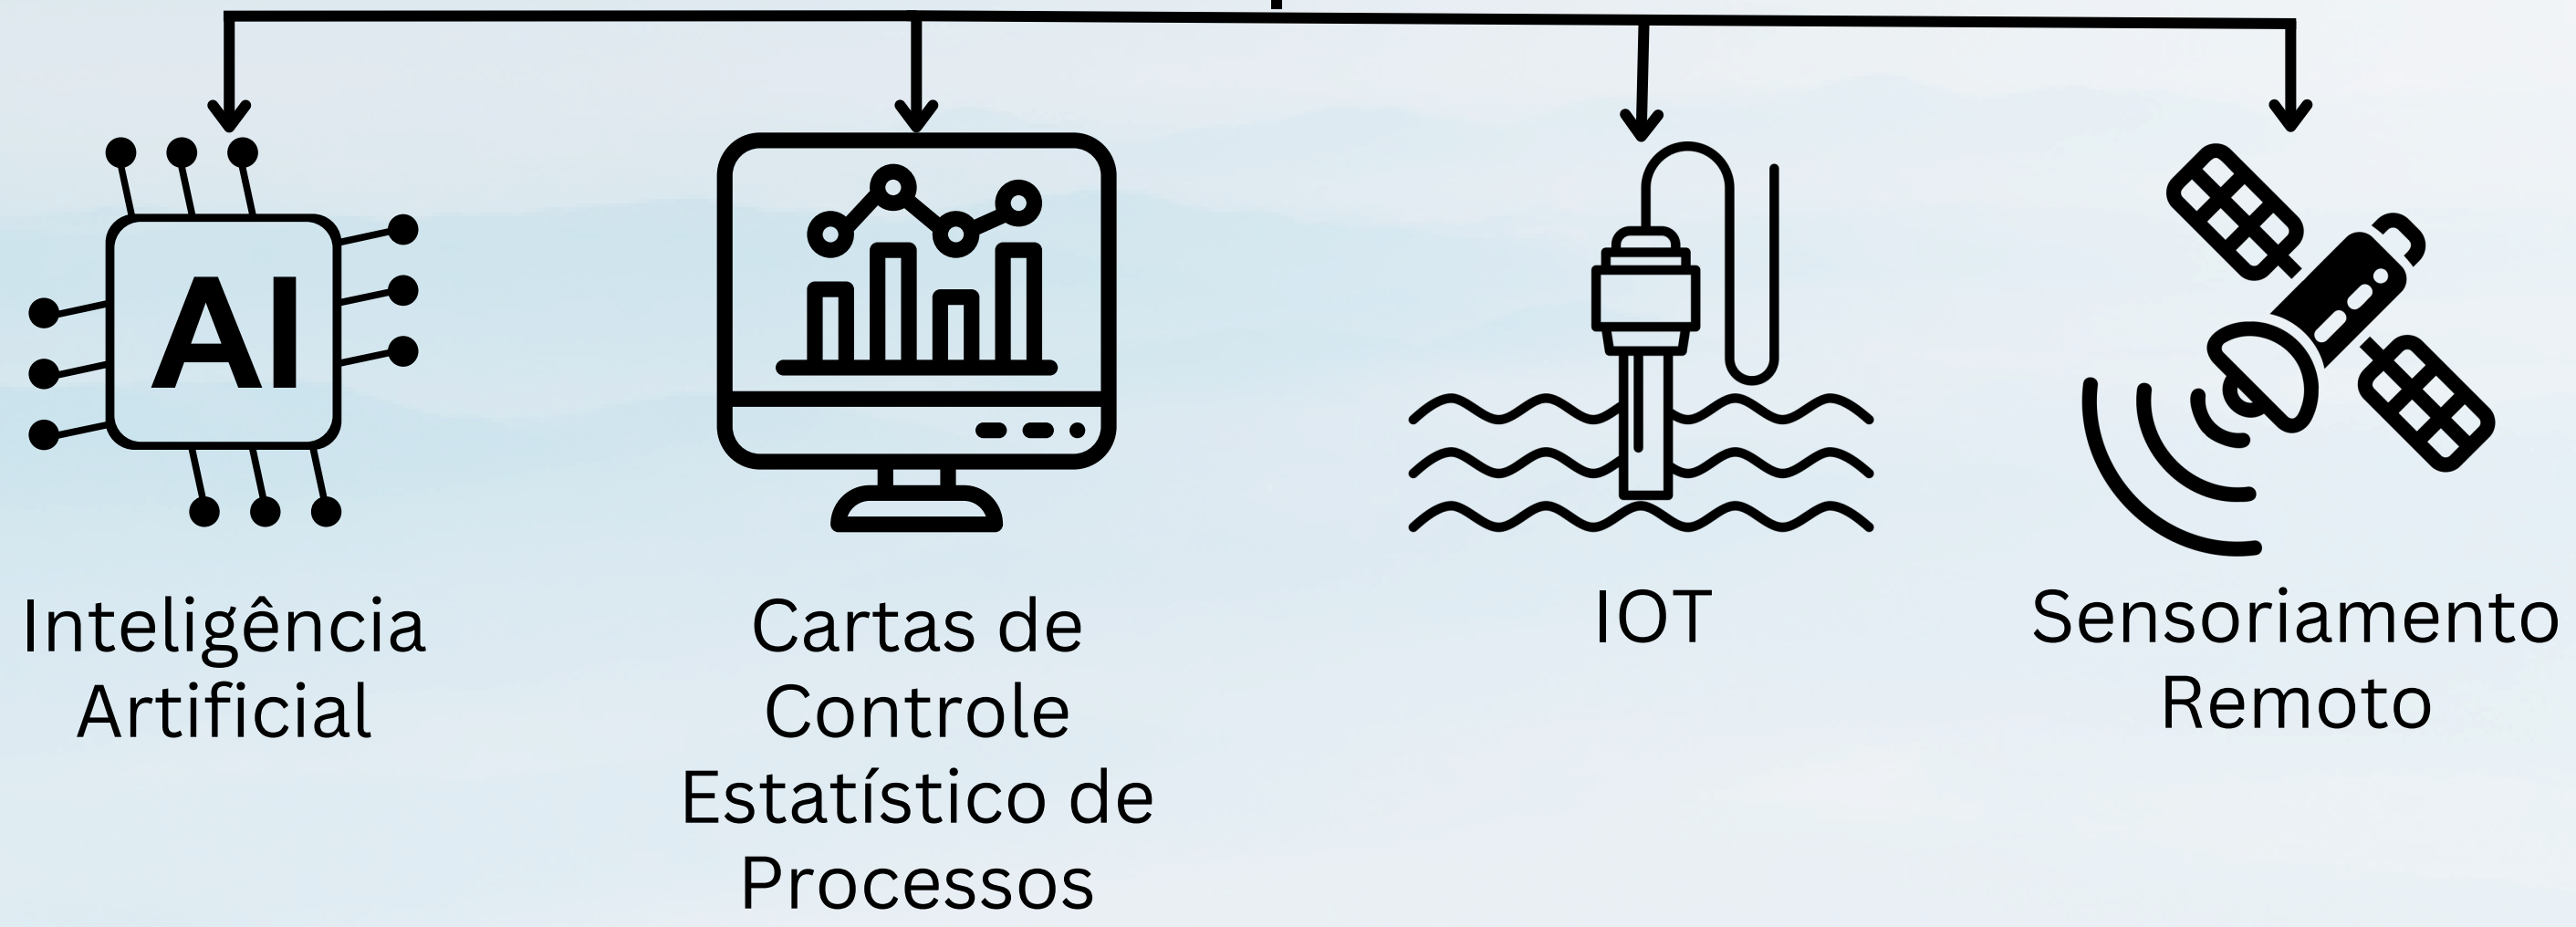 AI
Inteligência
Artificial
Cartas de
Controle
Estatístico de
Processos
IOT
Sensoriamento
Remoto